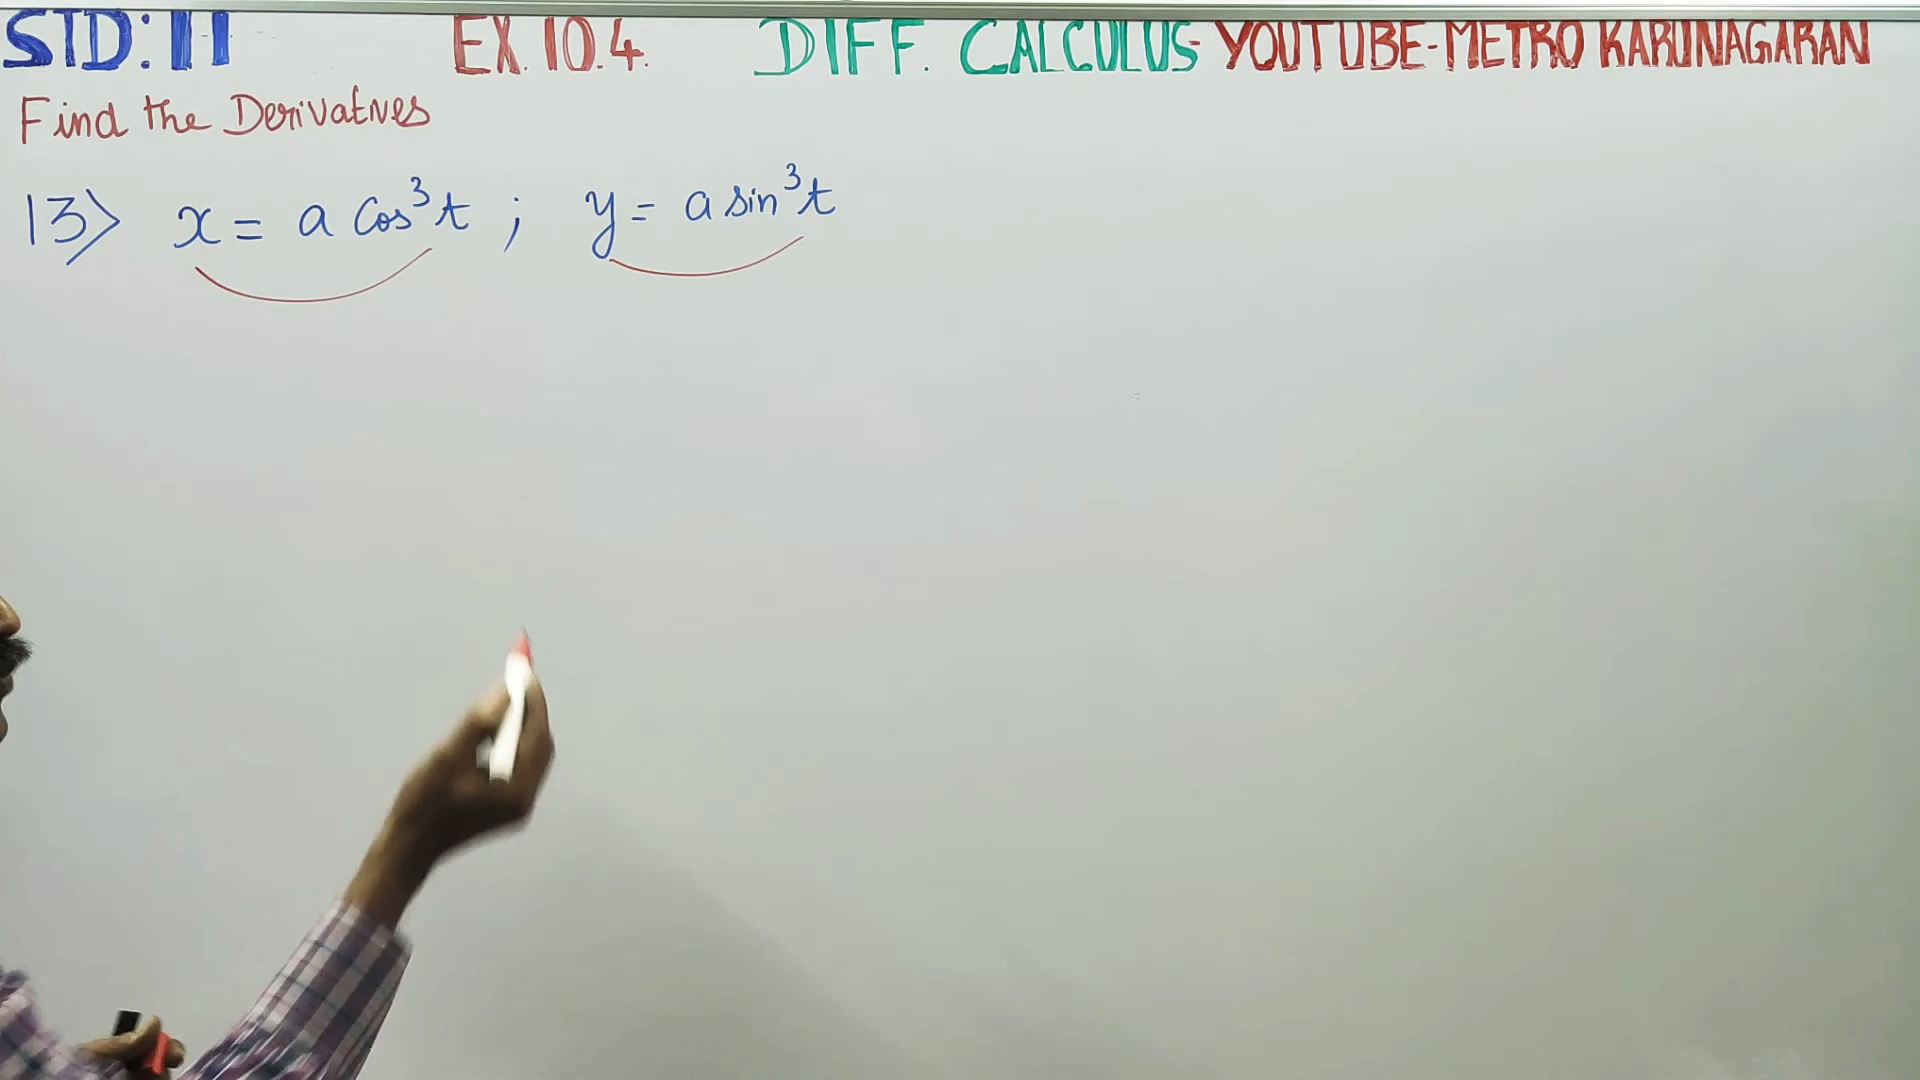 STD: 11 EX. 10.4. DIFF. CALCULUS- YOUTUBE-METRO KARUNAGARAN
Find the Derivatives
13> x = a cos³t ; y = a sin³t